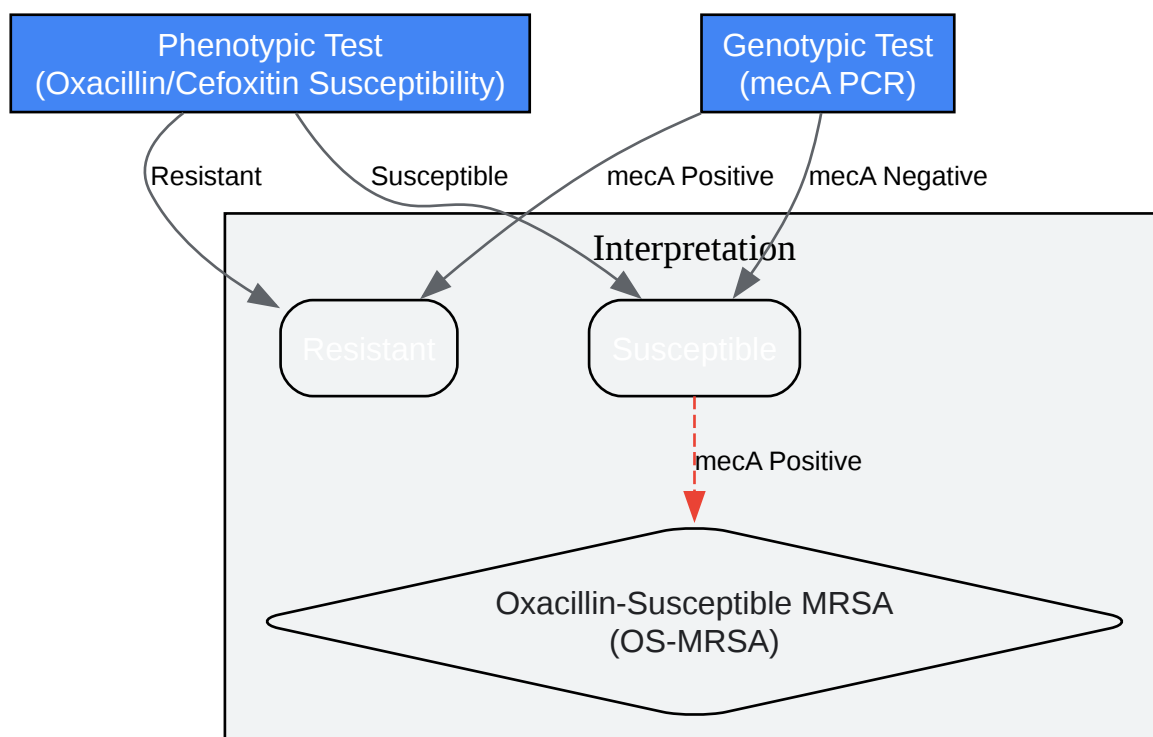 Phenotypic Test
(Oxacillin/Cefoxitin Susceptibility)
Genotypic Test
(mecA PCR)
Resistant
Susceptible
mecA Positive
mecA Negative
Interpretation
Resistant
Susceptible
mecA Positive
Oxacillin-Susceptible MRSA
(OS-MRSA)